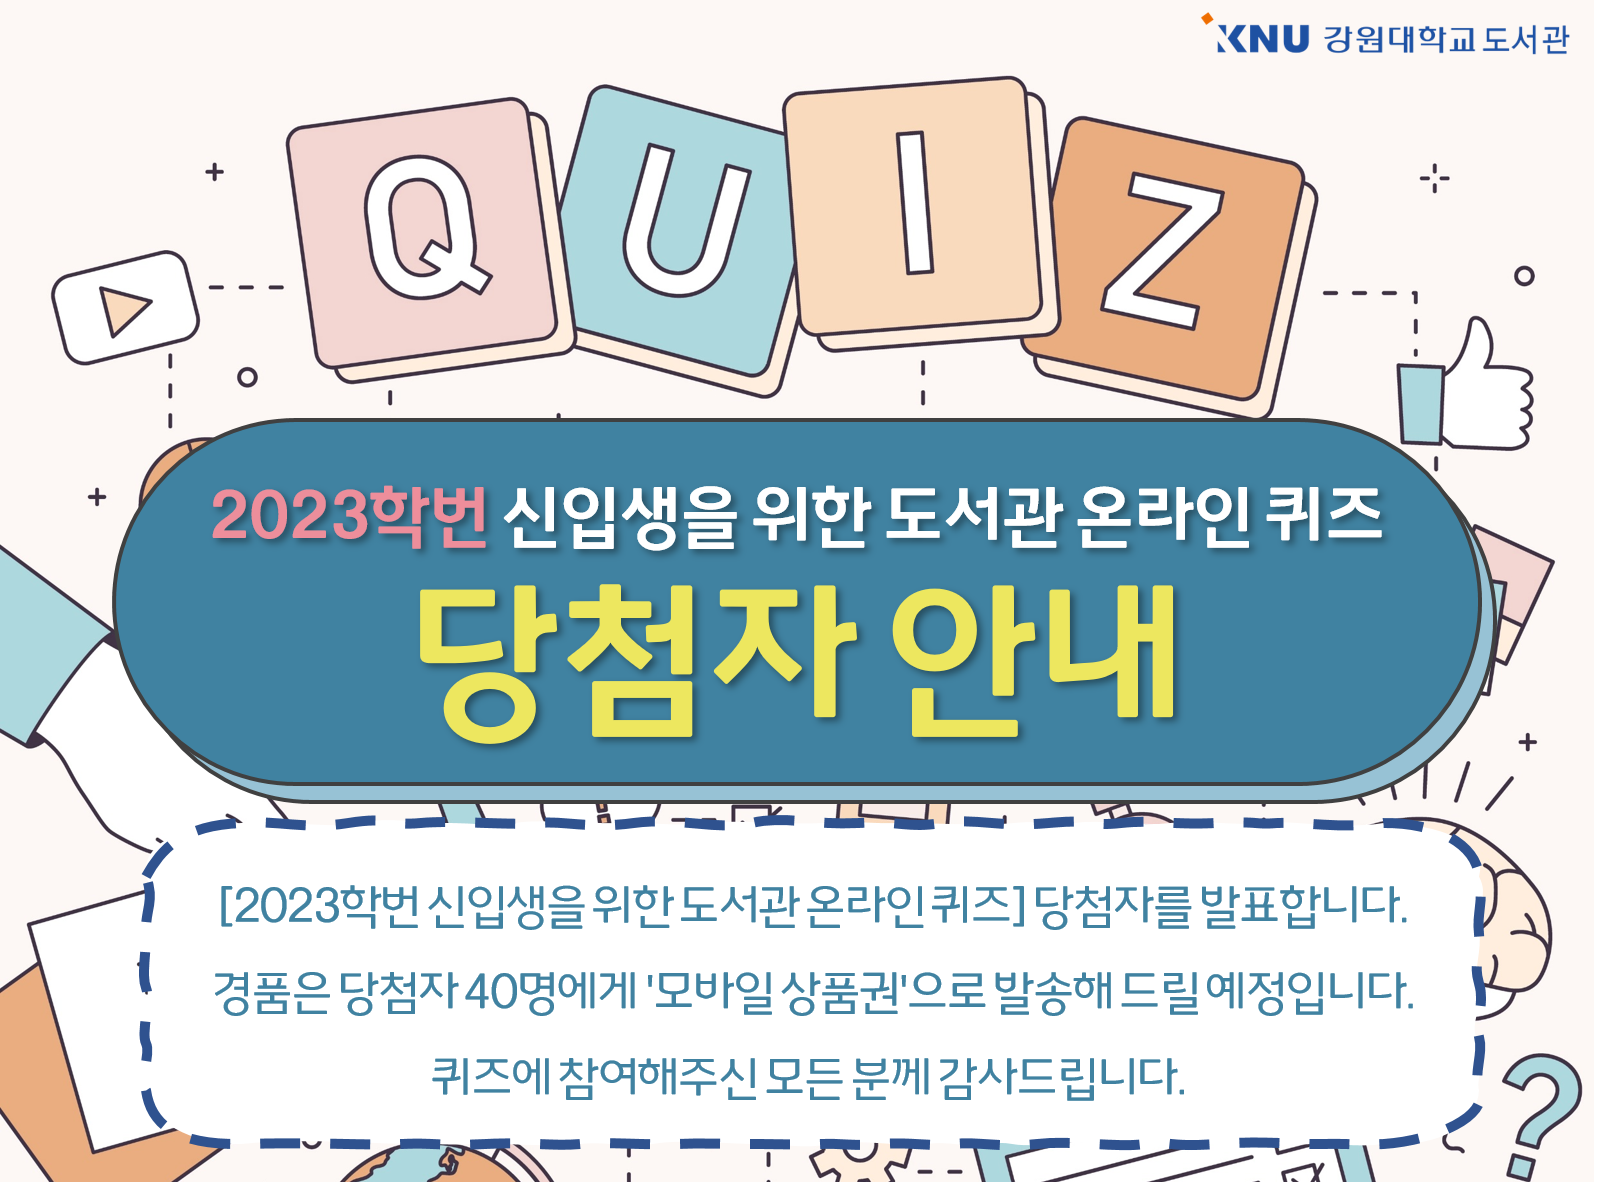 KNU 강원대학교 도서관
QUIZ
2023학번 신입생을 위한 도서관 온라인 퀴즈
당첨자 안내
[2023학번 신입생을 위한 도서관 온라인 퀴즈] 당첨자를 발표합니다.
경품은 당첨자 40명에게 '모바일 상품권'으로 발송해 드릴 예정입니다.
퀴즈에 참여해주신 모든 분께 감사드립니다.
?